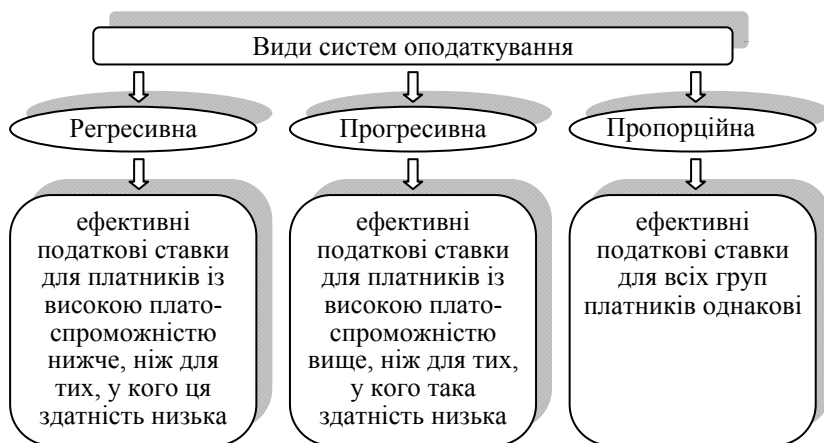 Види систем оподаткування
Регресивна
Прогресивна
Пропорційна
ефективні
податкові ставки
для платників із
високою плато-
спроможністю
нижче, ніж для
тих, у кого ця
здатність низька
ефективні
податкові ставки
для платників із
високою плато-
спроможністю
вище, ніж для тих,
у кого така
здатність низька
ефективні
податкові ставки
для всіх груп
платників однакові